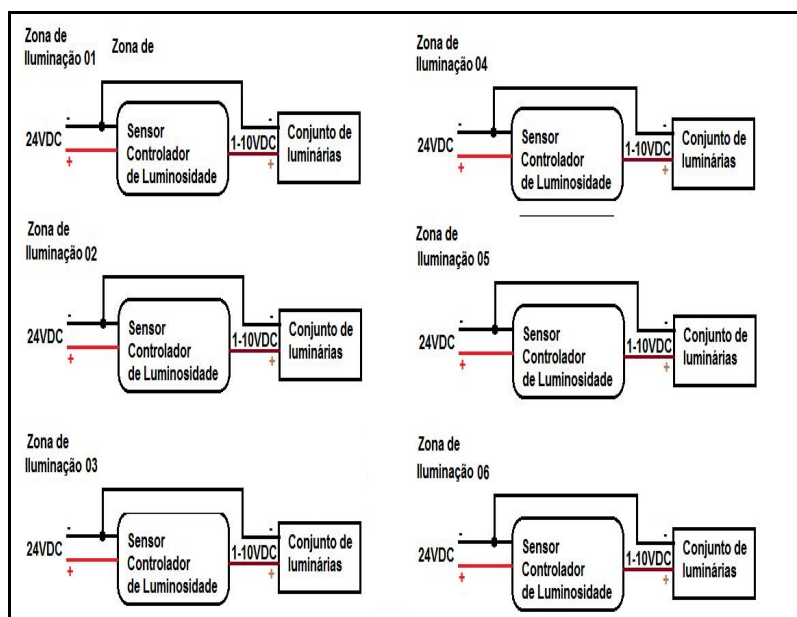 Zona de
Iluminação 01
Zona de
-
24VDC
+
Sensor
Controlador
de Luminosidade
1-10VDC
-
+
Conjunto de
luminárias
Zona de
Iluminação 02
-
24VDC
+
Sensor
Controlador
de Luminosidade
1-10VDC
-
+
Conjunto de
luminárias
Zona de
Iluminação 03
-
24VDC
+
Sensor
Controlador
de Luminosidade
1-10VDC
-
+
Conjunto de
luminárias
Zona de
Iluminação 04
-
24VDC
+
Sensor
Controlador
de Luminosidade
1-10VDC
-
+
Conjunto de
luminárias
Zona de
Iluminação 05
-
24VDC
+
Sensor
Controlador
de Luminosidade
1-10VDC
-
+
Conjunto de
luminárias
Zona de
Iluminação 06
-
24VDC
+
Sensor
Controlador
de Luminosidade
1-10VDC
-
+
Conjunto de
luminárias